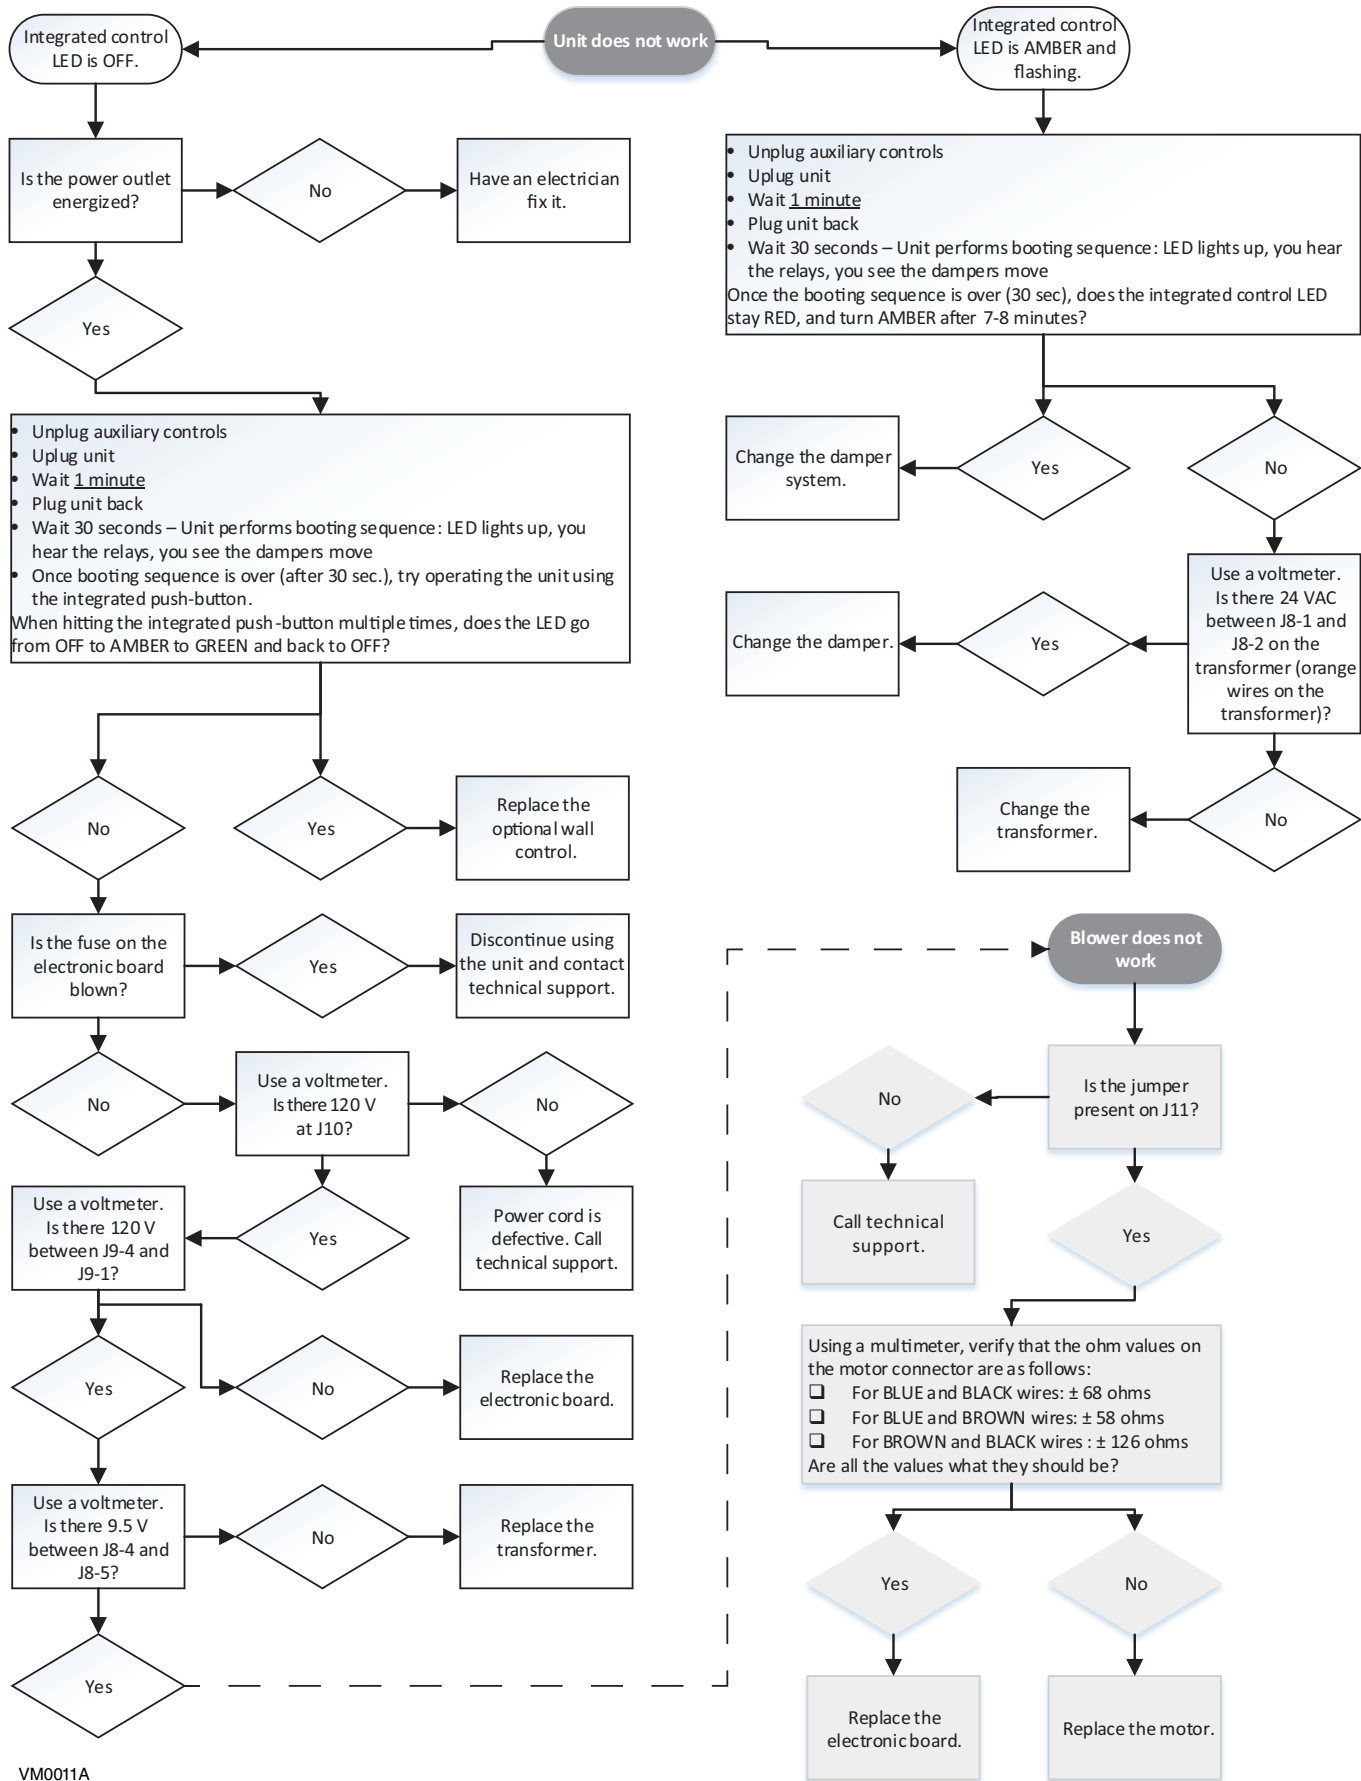 Unit does not work
Integrated control
LED is OFF.
Is the power outlet
energized?
No
Have an electrician
fix it.
Yes
• Unplug auxiliary controls
• Uplug unit
• Wait 1 minute
• Plug unit back
• Wait 30 seconds – Unit performs booting sequence: LED lights up, you
hear the relays, you see the dampers move
• Once booting sequence is over (after 30 sec.), try operating the unit using
the integrated push-button.
When hitting the integrated push-button multiple times, does the LED go
from OFF to AMBER to GREEN and back to OFF?
No
Yes
Replace the
optional wall
control.
Is the fuse on the
electronic board
blown?
Yes
Discontinue using
the unit and contact
technical support.
No
Use a voltmeter.
Is there 120 V
at J10?
No
Power cord is
defective. Call
technical support.
Yes
Use a voltmeter.
Is there 120 V
between J9-4 and
J9-1?
Yes
No
Replace the
electronic board.
Use a voltmeter.
Is there 9.5 V
between J8-4 and
J8-5?
No
Replace the
transformer.
Yes
Integrated control
LED is AMBER and
flashing.
• Unplug auxiliary controls
• Uplug unit
• Wait 1 minute
• Plug unit back
• Wait 30 seconds – Unit performs booting sequence: LED lights up, you hear
the relays, you see the dampers move
Once the booting sequence is over (30 sec), does the integrated control LED
stay RED, and turn AMBER after 7-8 minutes?
Change the damper
system.
Yes
No
Use a voltmeter.
Is there 24 VAC
between J8-1 and
J8-2 on the
transformer (orange
wires on the
transformer)?
Yes
Change the damper.
No
Change the
transformer.
Blower does not
work
Is the jumper
present on J11?
No
Call technical
support.
Yes
Using a multimeter, verify that the ohm values on
the motor connector are as follows:
❑ For BLUE and BLACK wires: ± 68 ohms
❑ For BLUE and BROWN wires: ± 58 ohms
❑ For BROWN and BLACK wires : ± 126 ohms
Are all the values what they should be?
Yes
No
Replace the
electronic board.
Replace the motor.
VM0011A